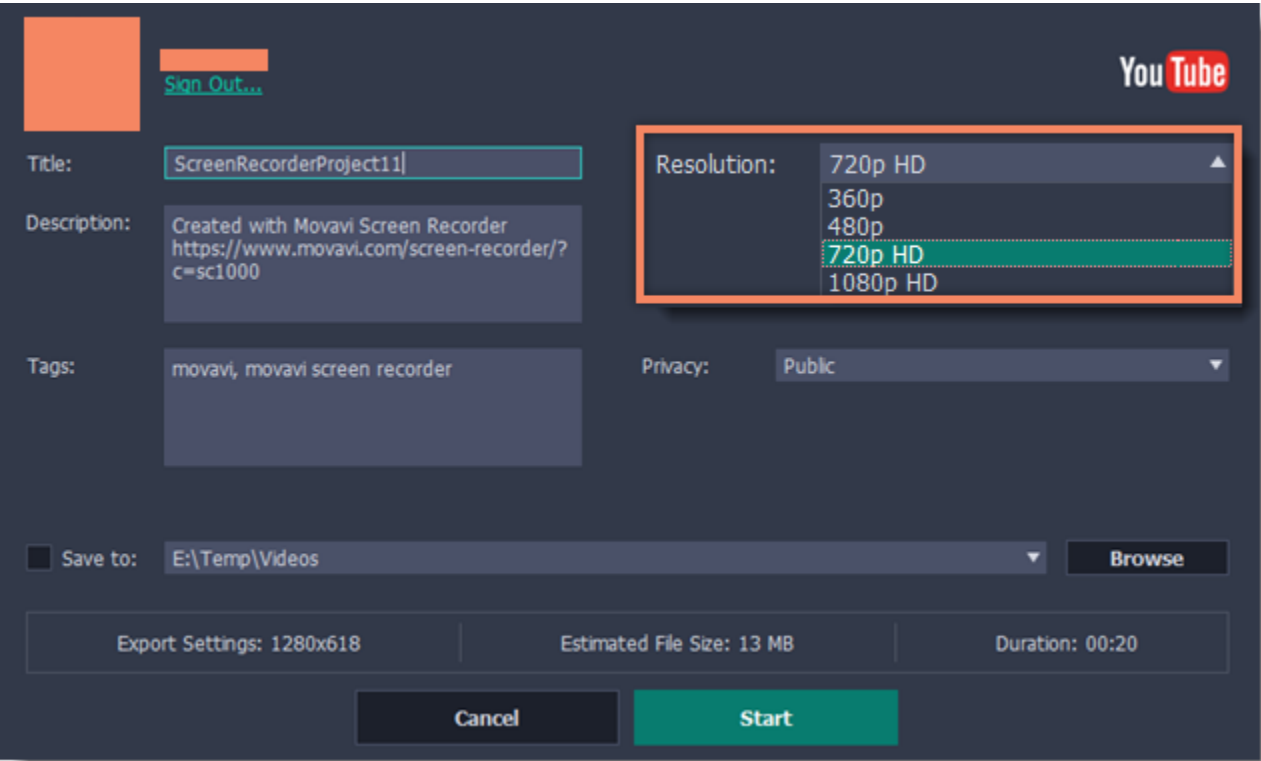 Sign Out...
You Tube
Title:
ScreenRecorderProject11
Resolution:
720p HD
360p
480p
720p HD
1080p HD
Description:
Created with Movavi Screen Recorder
https://www.movavi.com/screen-recorder/?
c=sc1000
Tags:
movavi, movavi screen recorder
Privacy:
Public
Save to:
E:\Temp\Videos
Browse
Export Settings: 1280x618
Estimated File Size: 13 MB
Duration: 00:20
Cancel
Start